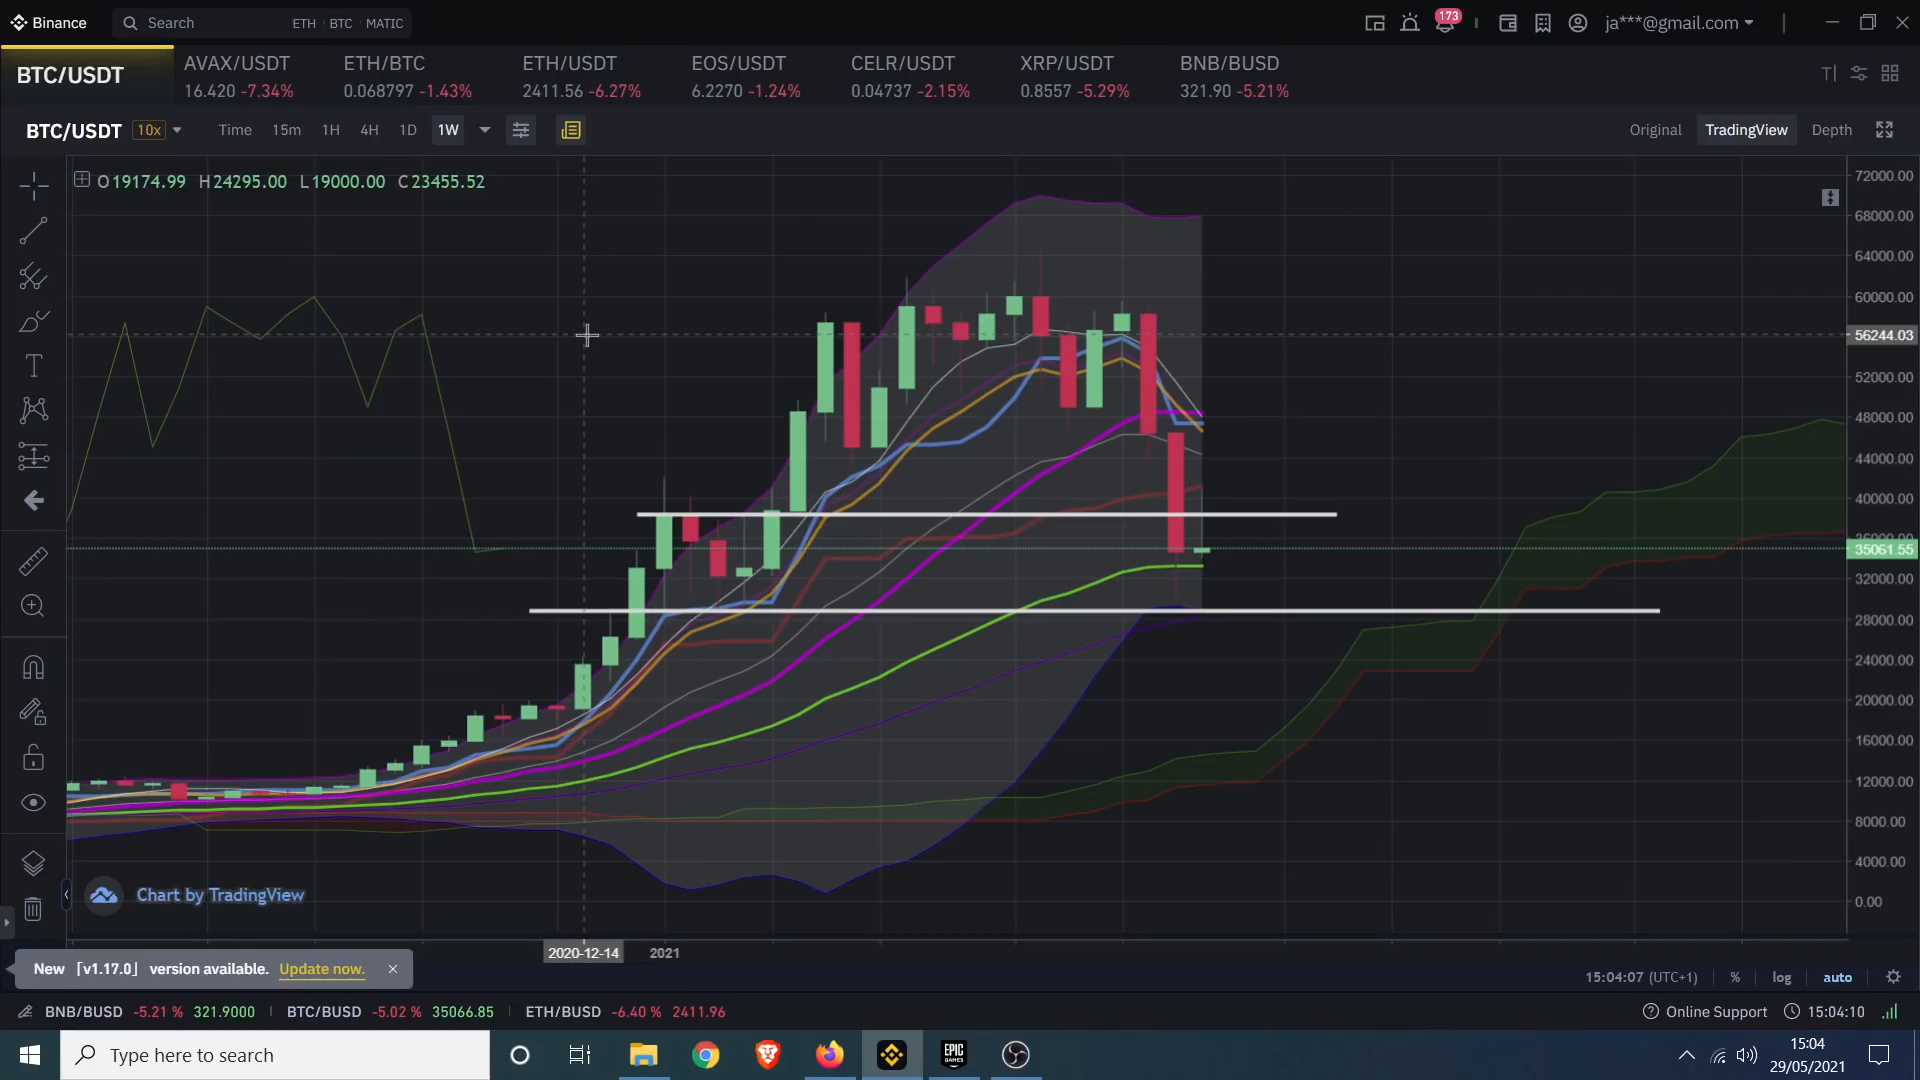 Binance
Search ETH BTC MATIC
173
ja***@gmail.com
BTC/USDT
AVAX/USDT
16.420 -7.34%
ETH/BTC
0.068797 -1.43%
ETH/USDT
2411.56 -6.27%
EOS/USDT
6.2270 -1.24%
CELR/USDT
0.04737 -2.15%
XRP/USDT
0.8557 -5.29%
BNB/BUSD
321.90 -5.21%
BTC/USDT 10x Time 15m 1H 4H 1D 1W Original TradingView Depth
O19174.99 H24295.00 L19000.00 C23455.52
72000.00
68000.00
64000.00
60000.00
56244.03
52000.00
48000.00
44000.00
40000.00
35061.55
32000.00
28000.00
24000.00
20000.00
16000.00
12000.00
8000.00
4000.00
0.00
Chart by TradingView
2020-12-14 2021
New 「v1.17.0」 version available. Update now.
15:04:07 (UTC+1) % log auto
BNB/BUSD -5.21 % 321.9000 BTC/BUSD -5.02 % 35066.85 ETH/BUSD -6.40 % 2411.96 Online Support 15:04:10
Type here to search
EPIC
GAMES
15:04
29/05/2021